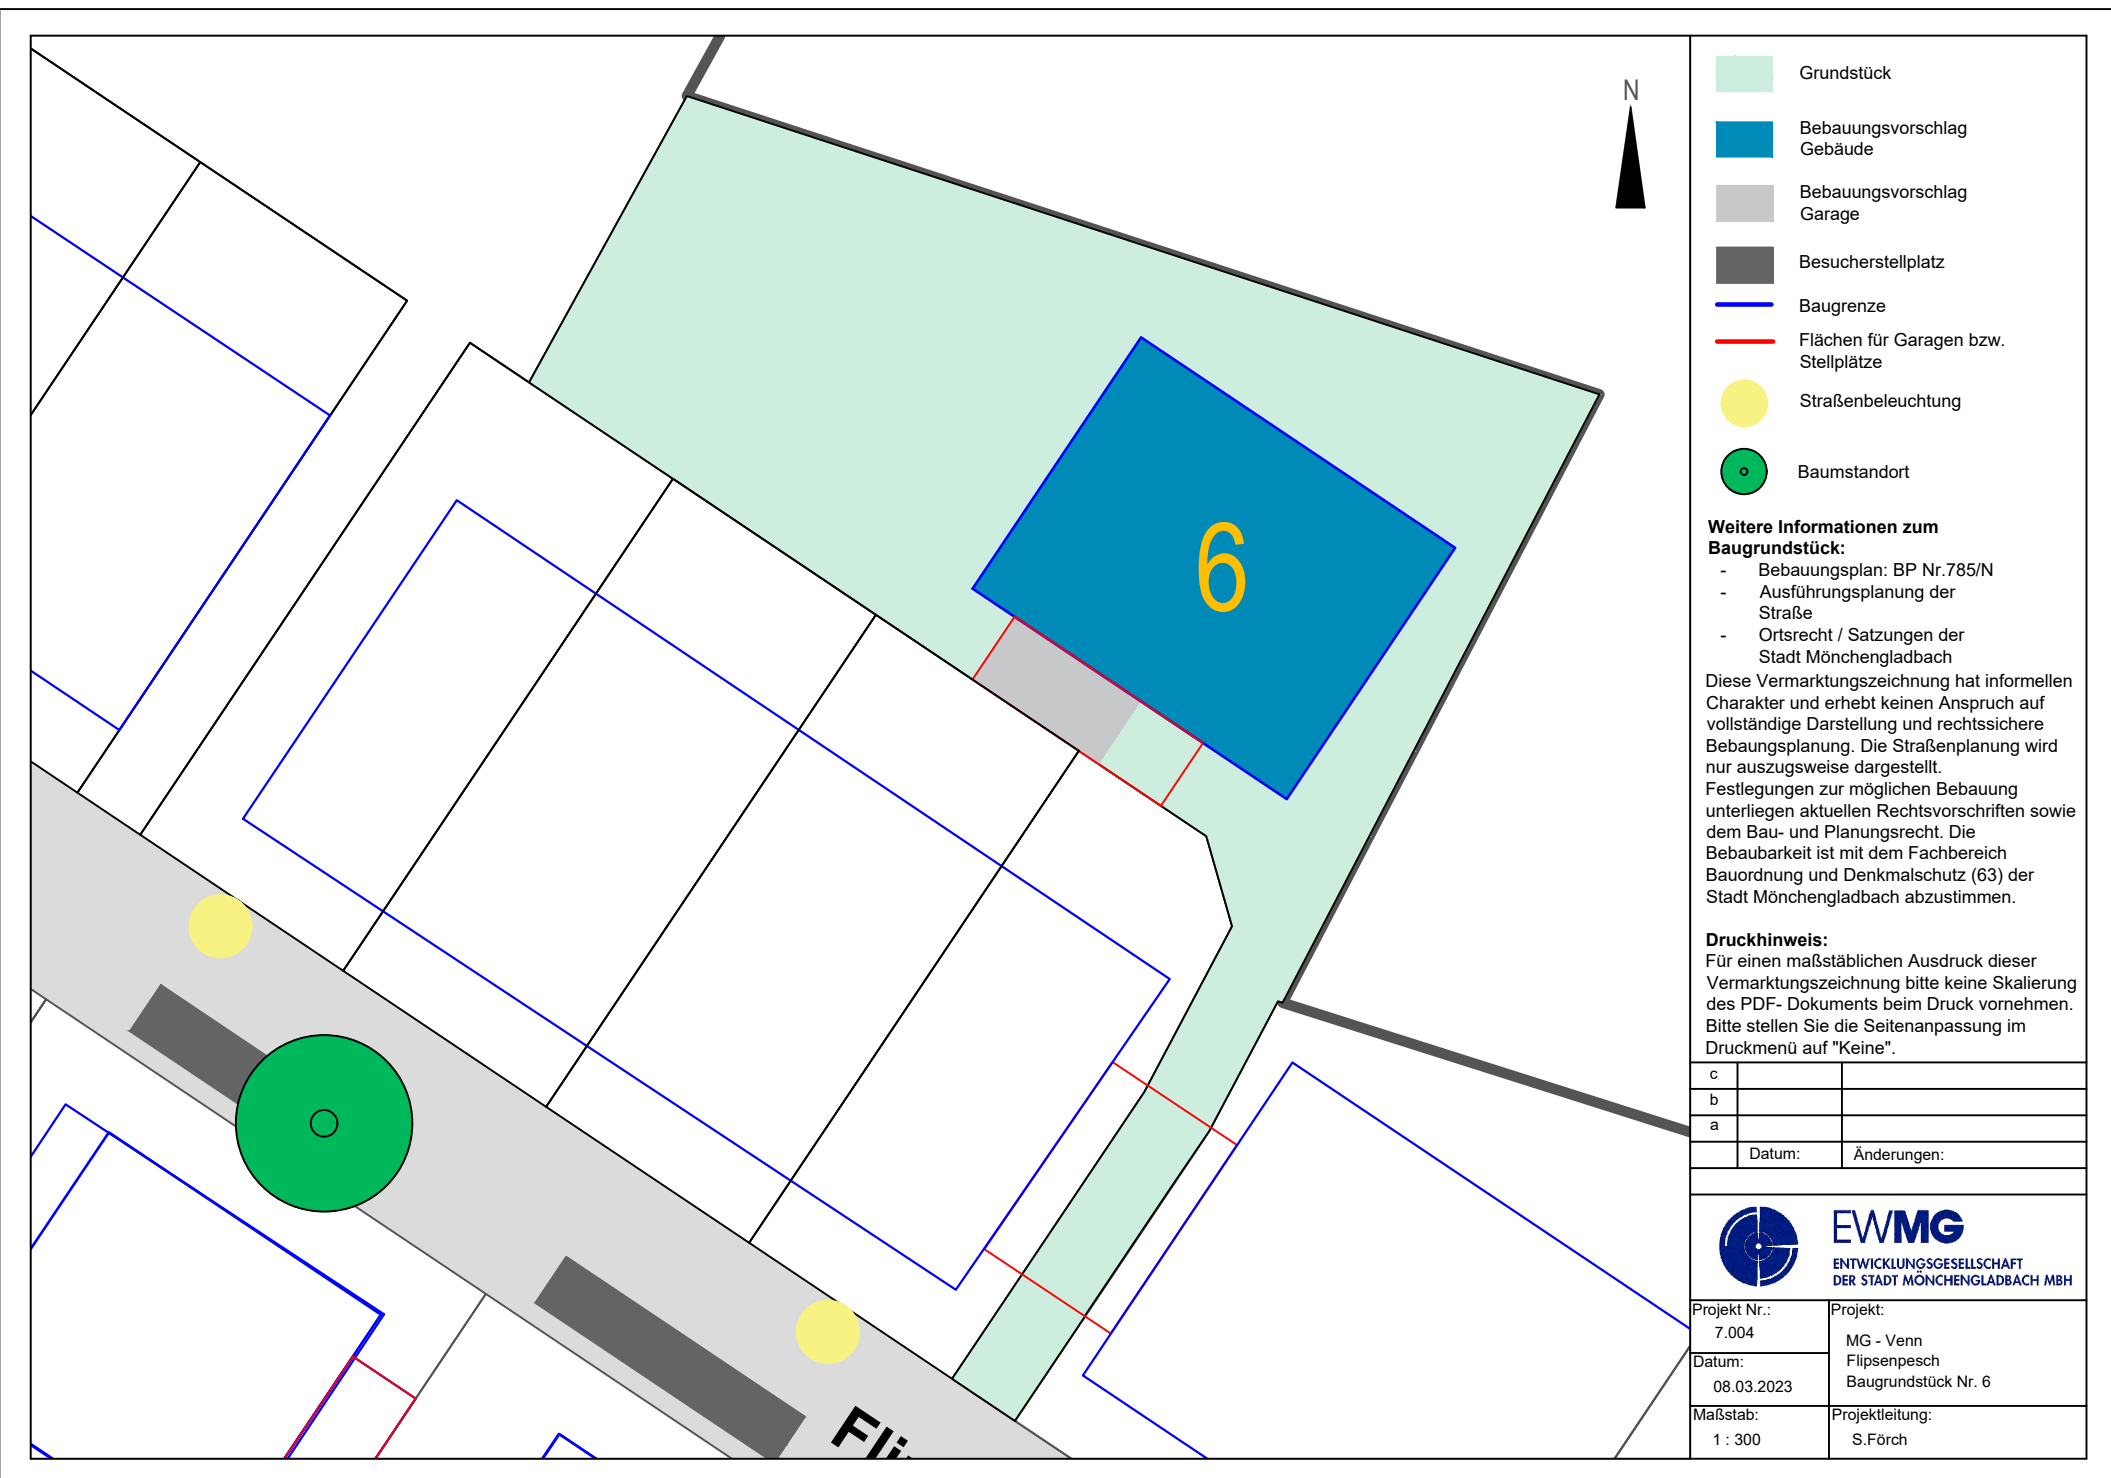 N
6
Grundstück
Bebauungsvorschlag
Gebäude
Bebauungsvorschlag
Garage
Besucherstellplatz
Baugrenze
Flächen für Garagen bzw.
Stellplätze
Straßenbeleuchtung
Baumstandort
Weitere Informationen zum
Baugrundstück:
- Bebauungsplan: BP Nr.785/N
- Ausführungsplanung der
Straße
- Ortsrecht / Satzungen der
Stadt Mönchengladbach
Diese Vermarktungszeichnung hat informellen
Charakter und erhebt keinen Anspruch auf
vollständige Darstellung und rechtssichere
Bebaungsplanung. Die Straßenplanung wird
nur auszugsweise dargestellt.
Festlegungen zur möglichen Bebauung
unterliegen aktuellen Rechtsvorschriften sowie
dem Bau- und Planungsrecht. Die
Bebaubarkeit ist mit dem Fachbereich
Bauordnung und Denkmalschutz (63) der
Stadt Mönchengladbach abzustimmen.
Druckhinweis:
Für einen maßstäblichen Ausdruck dieser
Vermarktungszeichnung bitte keine Skalierung
des PDF- Dokuments beim Druck vornehmen.
Bitte stellen Sie die Seitenanpassung im
Druckmenü auf "Keine".
c
b
a
Datum: Änderungen:
EWMG
ENTWICKLUNGSGESELLSCHAFT
DER STADT MÖNCHENGLADBACH MBH
Projekt Nr.:
7.004
Projekt:
MG - Venn
Flipsenpesch
Baugrundstück Nr. 6
Datum:
08.03.2023
Maßstab:
1 : 300
Projektleitung:
S.Förch